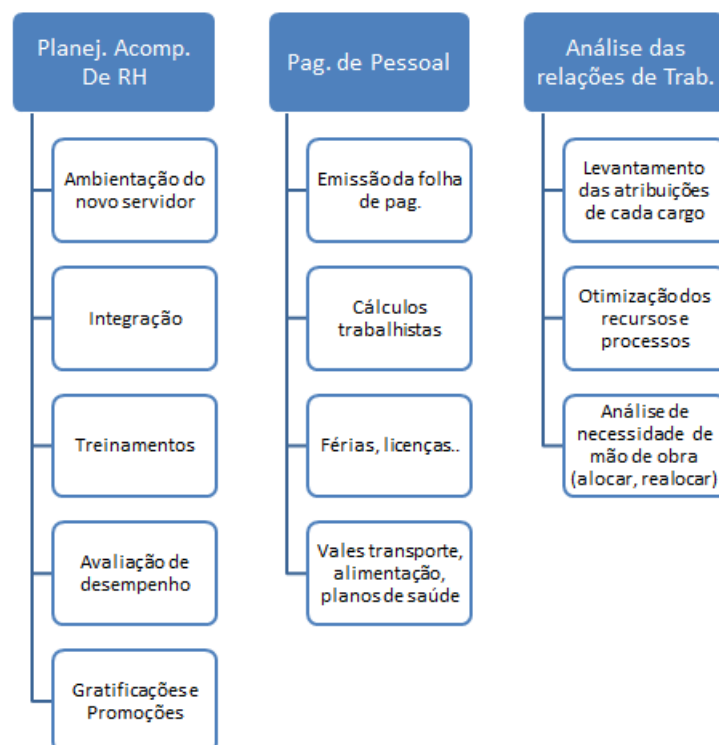 Planej. Acomp.
De RH
Ambientação do
novo servidor
Integração
Treinamentos
Avaliação de
desempenho
Gratificações e
Promoções
Pag. de Pessoal
Emissão da folha
de pag.
Cálculos
trabalhistas
Férias, licenças..
Vales transporte,
alimentação,
planos de saúde
Análise das
relações de Trab.
Levantamento
das atribuições
de cada cargo
Otimização dos
recursos e
processos
Análise de
necessidade de
mão de obra
(alocar, realocar)